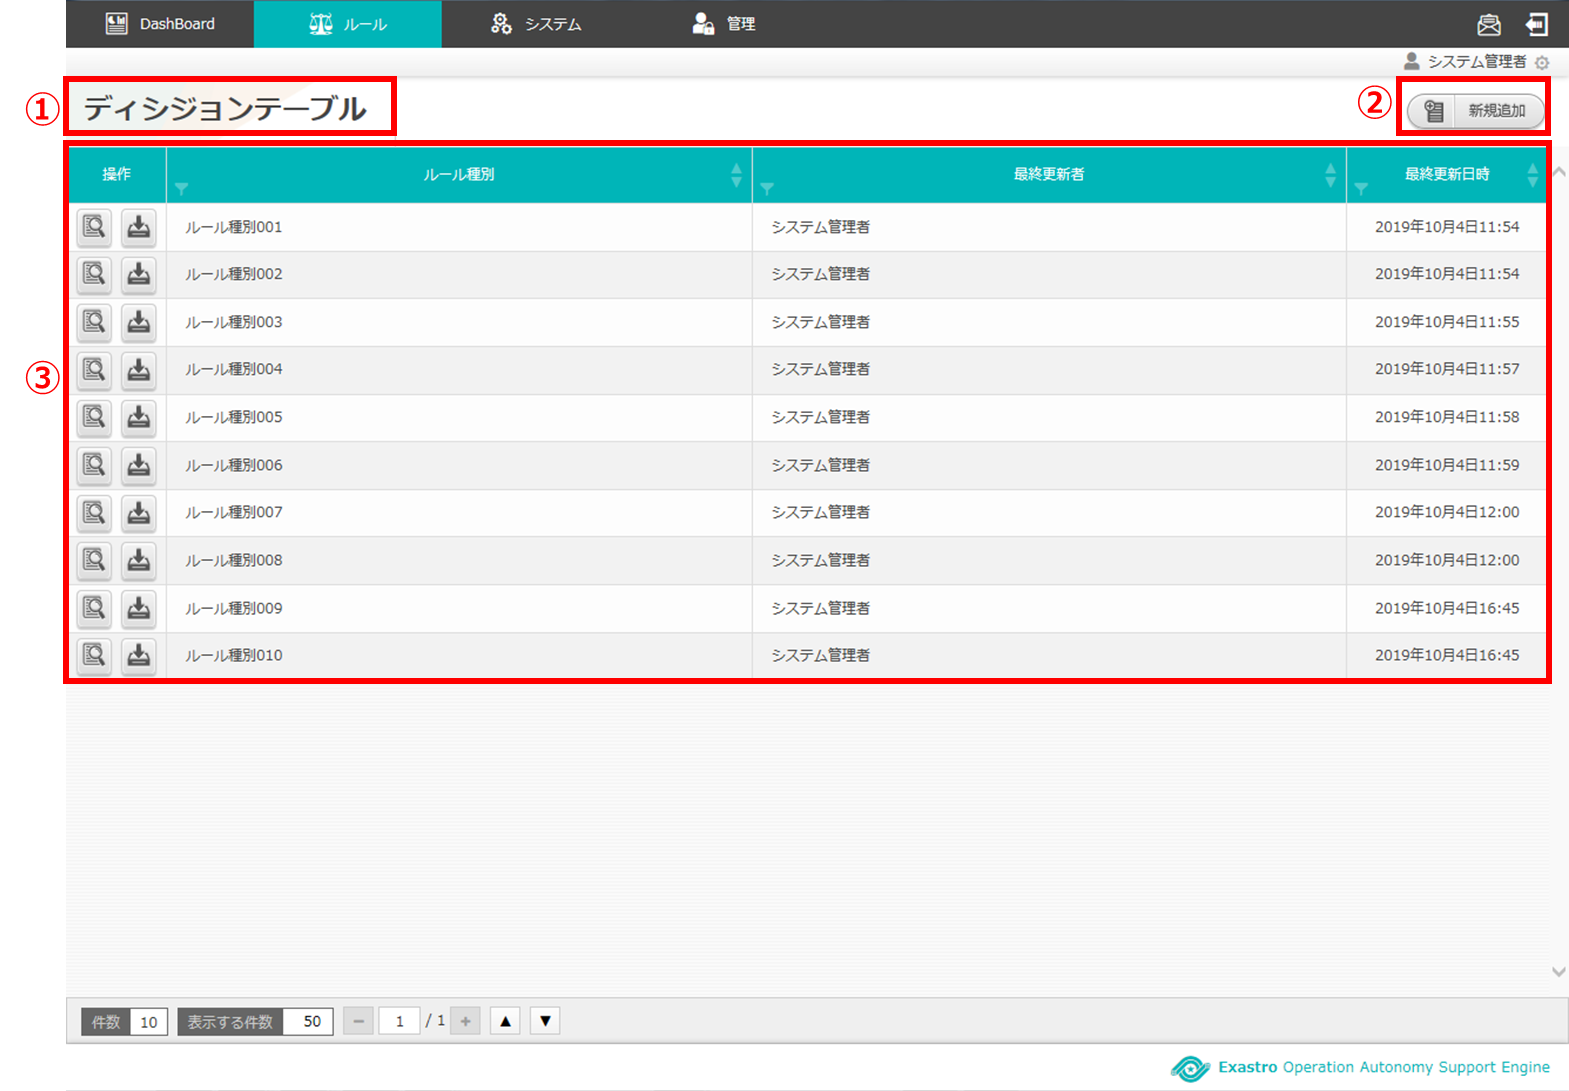 DashBoard ルール システム 管理
システム管理者
① ディシジョンテーブル ② 新規追加
操作 ルール種別 最終更新者 最終更新日時
ルール種別001 システム管理者 2019年10月4日11:54
ルール種別002 システム管理者 2019年10月4日11:54
ルール種別003 システム管理者 2019年10月4日11:55
③ ルール種別004 システム管理者 2019年10月4日11:57
ルール種別005 システム管理者 2019年10月4日11:58
ルール種別006 システム管理者 2019年10月4日11:59
ルール種別007 システム管理者 2019年10月4日12:00
ルール種別008 システム管理者 2019年10月4日12:00
ルール種別009 システム管理者 2019年10月4日16:45
ルール種別010 システム管理者 2019年10月4日16:45
件数 10 表示する件数 50 − 1 / 1 + ▲ ▼
Exastro Operation Autonomy Support Engine